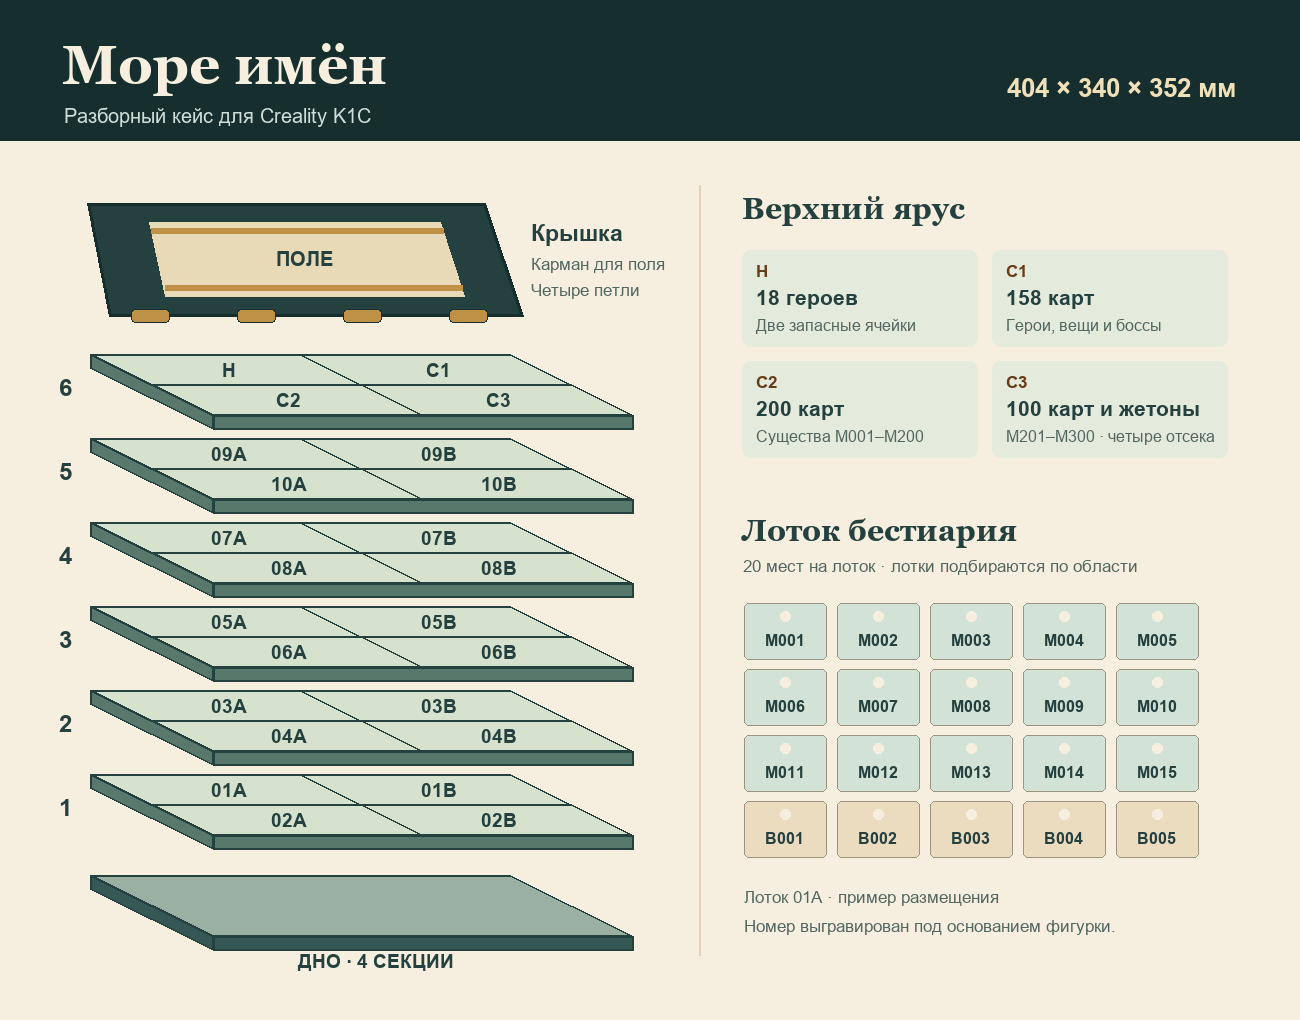 Море имён
Разборный кейс для Creality K1C
404 × 340 × 352 мм
ПОЛЕ
Крышка
Карман для поля
Четыре петли
6
H
C1
C2
C3
5
09A
09B
10A
10B
4
07A
07B
08A
08B
3
05A
05B
06A
06B
2
03A
03B
04A
04B
1
01A
01B
02A
02B
ДНО · 4 СЕКЦИИ
Верхний ярус
H
18 героев
Две запасные ячейки
C1
158 карт
Герои, вещи и боссы
C2
200 карт
Существа M001–M200
C3
100 карт и жетоны
M201–M300 · четыре отсека
Лоток бестиария
20 мест на лоток · лотки подбираются по области
M001 M002 M003 M004 M005
M006 M007 M008 M009 M010
M011 M012 M013 M014 M015
B001 B002 B003 B004 B005
Лоток 01A · пример размещения
Номер выгравирован под основанием фигурки.